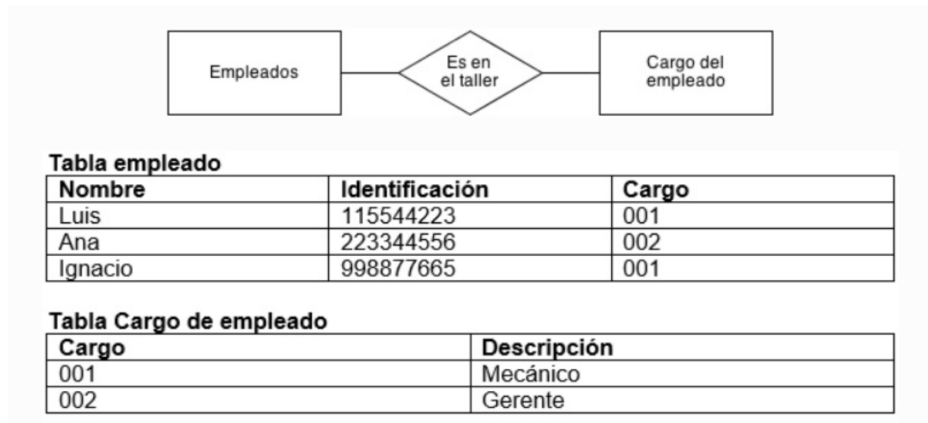 Empleados
Es en
el taller
Cargo del
empleado
Tabla empleado
Nombre Identificación Cargo
Luis 115544223 001
Ana 223344556 002
Ignacio 998877665 001
Tabla Cargo de empleado
Cargo Descripción
001 Mecánico
002 Gerente